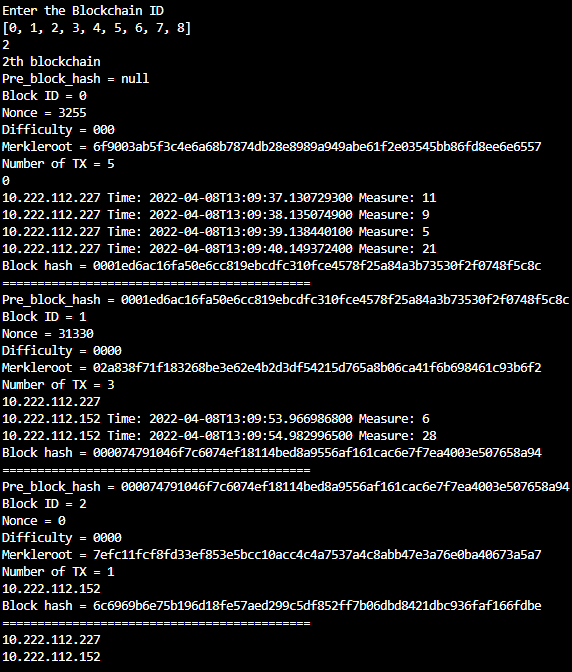 Enter the Blockchain ID
[0, 1, 2, 3, 4, 5, 6, 7, 8]
2
2th blockchain
Pre_block_hash = null
Block ID = 0
Nonce = 3255
Difficulty = 000
Merkleroot = 6f9003ab5f3c4e6a68b7874db28e8989a949abe61f2e03545bb86fd8ee6e6557
Number of TX = 5
0
10.222.112.227 Time: 2022-04-08T13:09:37.130729300 Measure: 11
10.222.112.227 Time: 2022-04-08T13:09:38.135074900 Measure: 9
10.222.112.227 Time: 2022-04-08T13:09:39.138440100 Measure: 5
10.222.112.227 Time: 2022-04-08T13:09:40.149372400 Measure: 21
Block hash = 0001ed6ac16fa50e6cc819ebcdfc310fce4578f25a84a3b73530f2f0748f5c8c
============================================
Pre_block_hash = 0001ed6ac16fa50e6cc819ebcdfc310fce4578f25a84a3b73530f2f0748f5c8c
Block ID = 1
Nonce = 31330
Difficulty = 0000
Merkleroot = 02a838f71f183268be3e62e4b2d3df54215d765a8b06ca41f6b698461c93b6f2
Number of TX = 3
10.222.112.227
10.222.112.152 Time: 2022-04-08T13:09:53.966986800 Measure: 6
10.222.112.152 Time: 2022-04-08T13:09:54.982996500 Measure: 28
Block hash = 000074791046f7c6074ef18114bed8a9556af161cac6e7f7ea4003e507658a94
============================================
Pre_block_hash = 000074791046f7c6074ef18114bed8a9556af161cac6e7f7ea4003e507658a94
Block ID = 2
Nonce = 0
Difficulty = 0000
Merkleroot = 7efc11fcf8fd33ef853e5bcc10acc4c4a7537a4c8abb47e3a76e0ba40673a5a7
Number of TX = 1
10.222.112.152
Block hash = 6c6969b6e75b196d18fe57aed299c5df852ff7b06dbd8421dbc936faf166fdbe
============================================
10.222.112.227
10.222.112.152